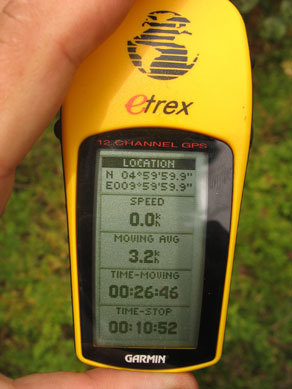 etrex
12 CHANNEL GPS
LOCATION
N 04°59'59.9"
E009°59'59.9"
SPEED
0.0 k/h
MOVING AVG
3.2 k/h
TIME-MOVING
00:26:46
TIME-STOP
00:10:52
GARMIN